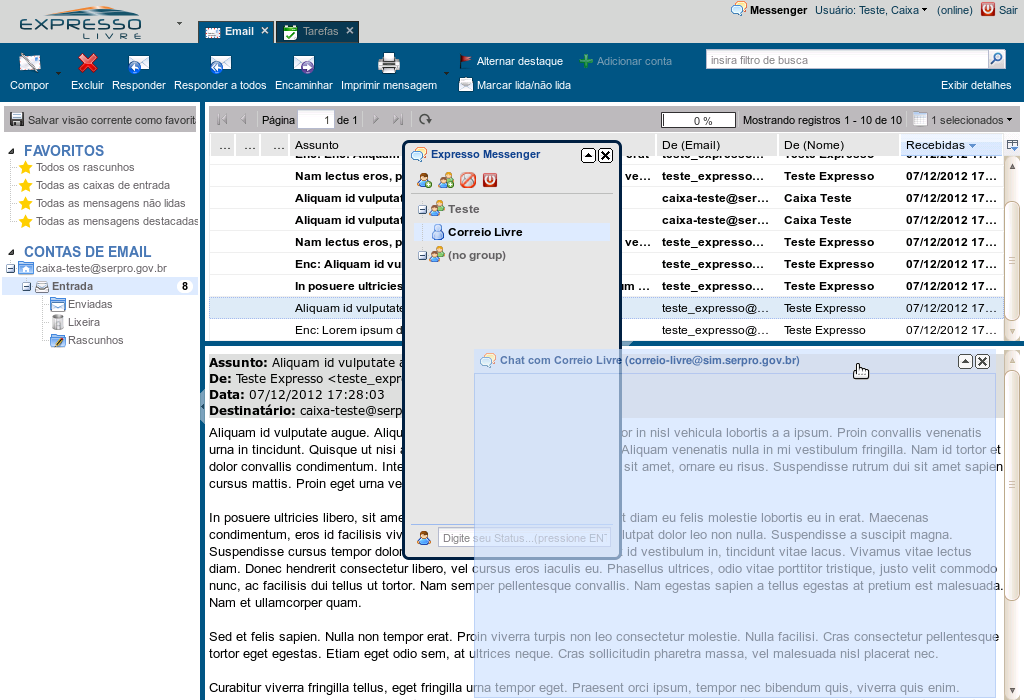 EXPRESSO
LIVRE
Email
Tarefas
Messenger
Usuário: Teste, Caixa
(online)
Sair
Compor
Excluir
Responder
Responder a todos
Encaminhar
Imprimir mensagem
Alternar destaque
Marcar lida/não lida
Adicionar conta
insira filtro de busca
Exibir detalhes
Salvar visão corrente como favorit
FAVORITOS
Todos os rascunhos
Todas as caixas de entrada
Todas as mensagens não lidas
Todas as mensagens destacadas
CONTAS DE EMAIL
caixa-teste@serpro.gov.br
Entrada 8
Enviadas
Lixeira
Rascunhos
Página 1 de 1
0 %
Mostrando registros 1 - 10 de 10
1 selecionados
... ... ... Assunto De (Email) De (Nome) Recebidas
Nam lectus eros, p ve... teste_expresso... Teste Expresso 07/12/2012 17...
Aliquam id vulputat caixa-teste@ser... Caixa Teste 07/12/2012 17...
Aliquam id vulputat caixa-teste@ser... Caixa Teste 07/12/2012 17...
Nam lectus eros, p ve... teste_expresso... Teste Expresso 07/12/2012 17...
Enc: Aliquam id vu teste_expresso... Teste Expresso 07/12/2012 17...
In posuere ultricies um ... teste_expresso... Teste Expresso 07/12/2012 17...
Aliquam id vulputate teste_expresso@... Teste Expresso 07/12/2012 17...
Enc: Lorem ipsum d teste_expresso@... Teste Expresso 07/12/2012 17...
Expresso Messenger
Teste
Correio Livre
(no group)
Digite seu Status...(pressione EN
Chat com Correio Livre (correio-livre@sim.serpro.gov.br)
Assunto: Aliquam id vulputate a
De: Teste Expresso <teste_expr
Data: 07/12/2012 17:28:03
Destinatário: caixa-teste@serp
Aliquam id vulputate augue. Aliqu or in nisl vehicula lobortis a a ipsum. Proin convallis venenatis
urna in tincidunt. Quisque ut nisi a Aliquam venenatis nulla in mi vestibulum fringilla. Nam id tortor et
dolor convallis condimentum. Inte sit amet, ornare eu risus. Suspendisse rutrum dui sit amet sapien
cursus mattis. Proin eget urna ve
In posuere ultricies libero, sit ame t diam eu felis molestie lobortis eu in erat. Maecenas
condimentum, eros id facilisis viv lutpat dolor leo non nulla. Suspendisse a suscipit magna.
Suspendisse cursus tempor dolor id vestibulum in, tincidunt vitae lacus. Vivamus vitae lectus
diam. Donec hendrerit consectetur libero, vel cursus eros iaculis eu. Phasellus ultrices, odio vitae porttitor tristique, justo velit commodo
nunc, ac facilisis dui tellus ut tortor. Nam semper pellentesque convallis. Nam egestas sapien a tellus egestas at pretium est malesuada.
Nam et ullamcorper quam.
Sed et felis sapien. Nulla non tempor erat. Proin viverra turpis non leo consectetur molestie. Nulla facilisi. Cras consectetur pellentesque
tortor eget egestas. Etiam eget odio sem, at ultrices neque. Cras sollicitudin pharetra massa, vel malesuada nisl placerat nec.
Curabitur viverra fringilla tellus, eget fringilla urna tempor eget. Praesent orci ipsum, tempor nec bibendum quis, viverra quis enim.